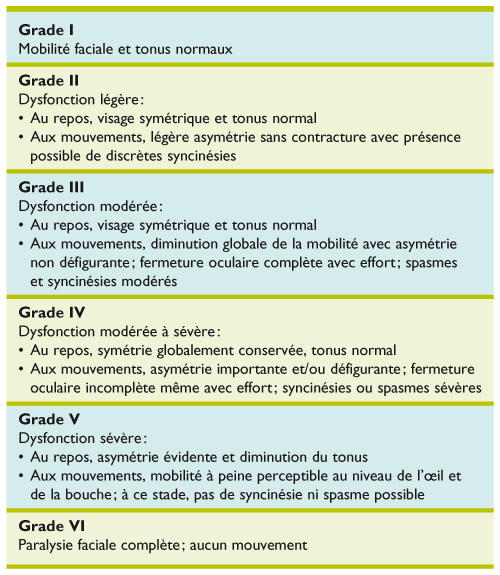 Grade I
Mobilité faciale et tonus normaux
Grade II
Dysfonction légère :
• Au repos, visage symétrique et tonus normal
• Aux mouvements, légère asymétrie sans contracture avec présence
possible de discrètes syncinésies
Grade III
Dysfonction modérée :
• Au repos, visage symétrique et tonus normal
• Aux mouvements, diminution globale de la mobilité avec asymétrie
non défigurante ; fermeture oculaire complète avec effort ; spasmes
et syncinésies modérés
Grade IV
Dysfonction modérée à sévère :
• Au repos, symétrie globalement conservée, tonus normal
• Aux mouvements, asymétrie importante et/ou défigurante ; fermeture
oculaire incomplète même avec effort ; syncinésies ou spasmes sévères
Grade V
Dysfonction sévère :
• Au repos, asymétrie évidente et diminution du tonus
• Aux mouvements, mobilité à peine perceptible au niveau de l’œil et
de la bouche ; à ce stade, pas de syncinésie ni spasme possible
Grade VI
Paralysie faciale complète ; aucun mouvement